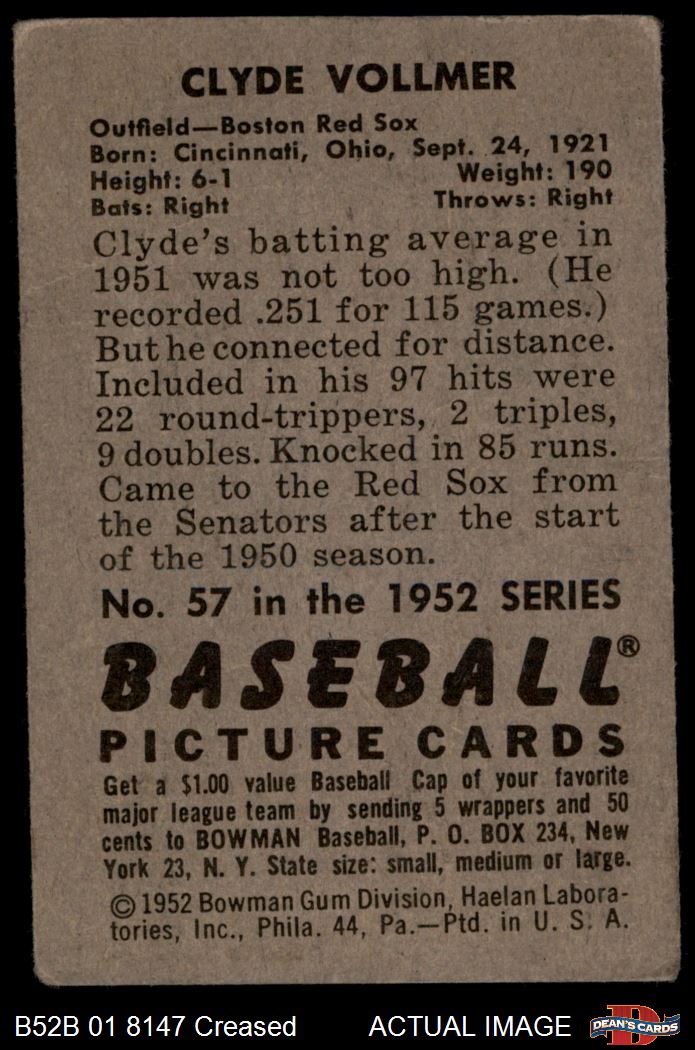 CLYDE VOLLMER
Outfield—Boston Red Sox
Born: Cincinnati, Ohio, Sept. 24, 1921
Height: 6-1 Weight: 190
Bats: Right Throws: Right
Clyde's batting average in
1951 was not too high. (He
recorded .251 for 115 games.)
But he connected for distance.
Included in his 97 hits were
22 round-trippers, 2 triples,
9 doubles. Knocked in 85 runs.
Came to the Red Sox from
the Senators after the start
of the 1950 season.
No. 57 in the 1952 SERIES
BASEBALL®
PICTURE CARDS
Get a $1.00 value Baseball Cap of your favorite
major league team by sending 5 wrappers and 50
cents to BOWMAN Baseball, P. O. BOX 234, New
York 23, N. Y. State size: small, medium or large.
©1952 Bowman Gum Division, Haelan Labora-
tories, Inc., Phila. 44, Pa.—Ptd. in U. S. A.
B52B 01 8147 Creased ACTUAL IMAGE D DEAN'S CARDS